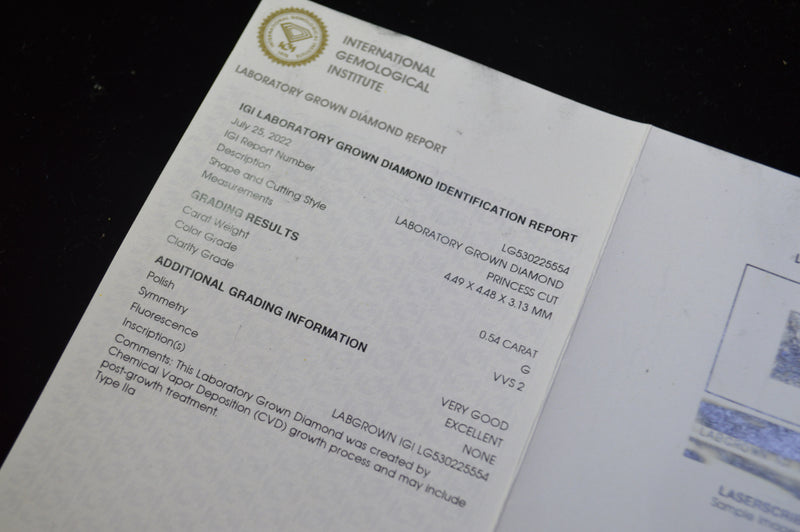 INTERNATIONAL
GEMOLOGICAL
INSTITUTE
LABORATORY GROWN DIAMOND REPORT
IGI LABORATORY GROWN DIAMOND IDENTIFICATION REPORT
July 25, 2022
IGI Report Number LG530225554
Description LABORATORY GROWN DIAMOND
Shape and Cutting Style PRINCESS CUT
Measurements 4.49 X 4.48 X 3.13 MM
GRADING RESULTS
Carat Weight 0.54 CARAT
Color Grade G
Clarity Grade VVS 2
ADDITIONAL GRADING INFORMATION
Polish VERY GOOD
Symmetry EXCELLENT
Fluorescence NONE
Inscription(s) LABGROWN IGI LG530225554
Comments: This Laboratory Grown Diamond was created by
Chemical Vapor Deposition (CVD) growth process and may include
post-growth treatment.
Type IIa
Sample